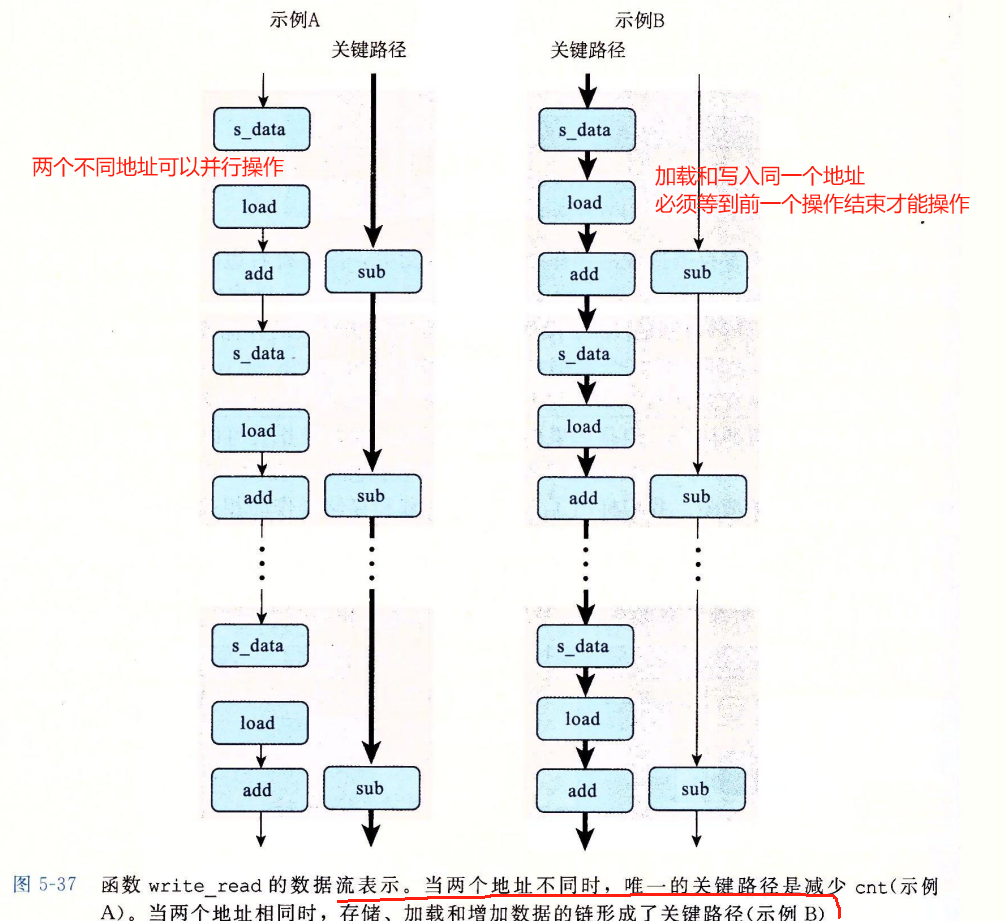 示例A 示例B
关键路径 关键路径
s_data s_data
两个不同地址可以并行操作 加载和写入同一个地址
load load 必须等到前一个操作结束才能操作
add sub add sub
s_data s_data
load load
add sub add sub
s_data s_data
load load
add sub add sub
图 5-37 函数 write_read 的数据流表示。当两个地址不同时，唯一的关键路径是减少 cnt(示例
A)。当两个地址相同时，存储、加载和增加数据的链形成了关键路径(示例 B)